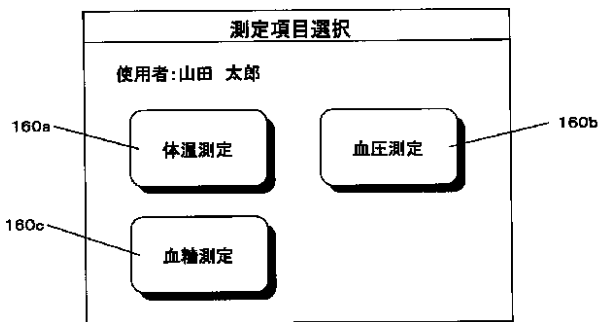 測定項目選択
使用者:山田 太郎
160a
体温測定
血圧測定
160b
160c
血糖測定